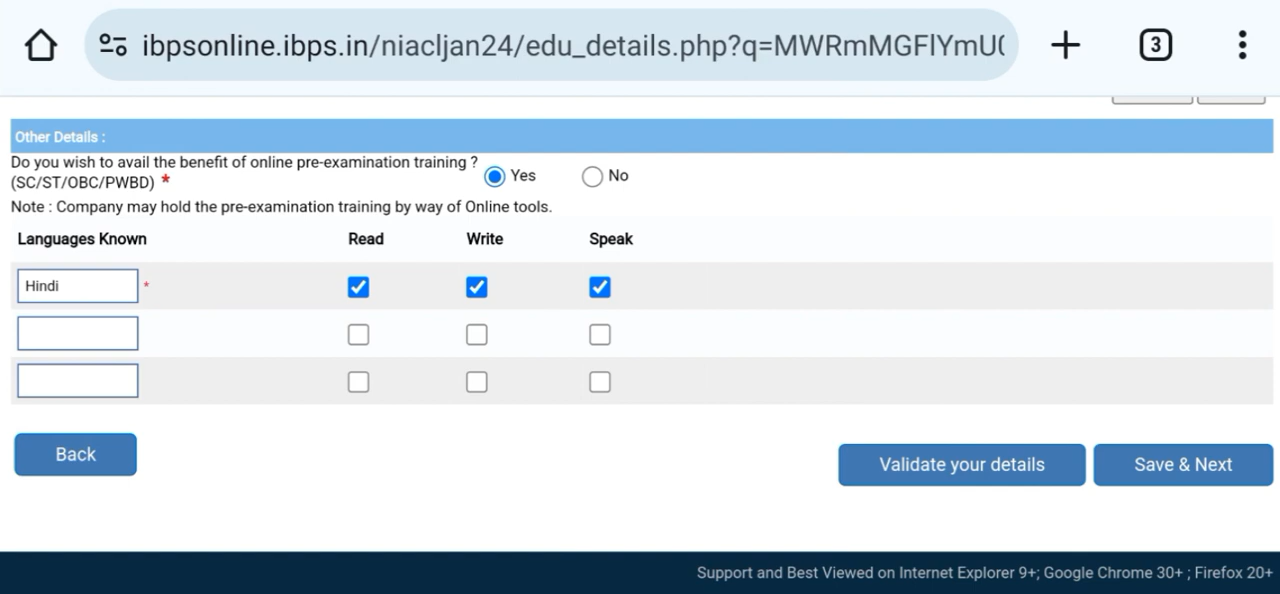 ibpsonline.ibps.in/niacljan24/edu_details.php?q=MWRmMGFlYmU
3
Other Details :
Do you wish to avail the benefit of online pre-examination training ?
(SC/ST/OBC/PWBD) *
Yes No
Note : Company may hold the pre-examination training by way of Online tools.
Languages Known Read Write Speak
Hindi *
Back
Validate your details Save & Next
Support and Best Viewed on Internet Explorer 9+; Google Chrome 30+ ; Firefox 20+